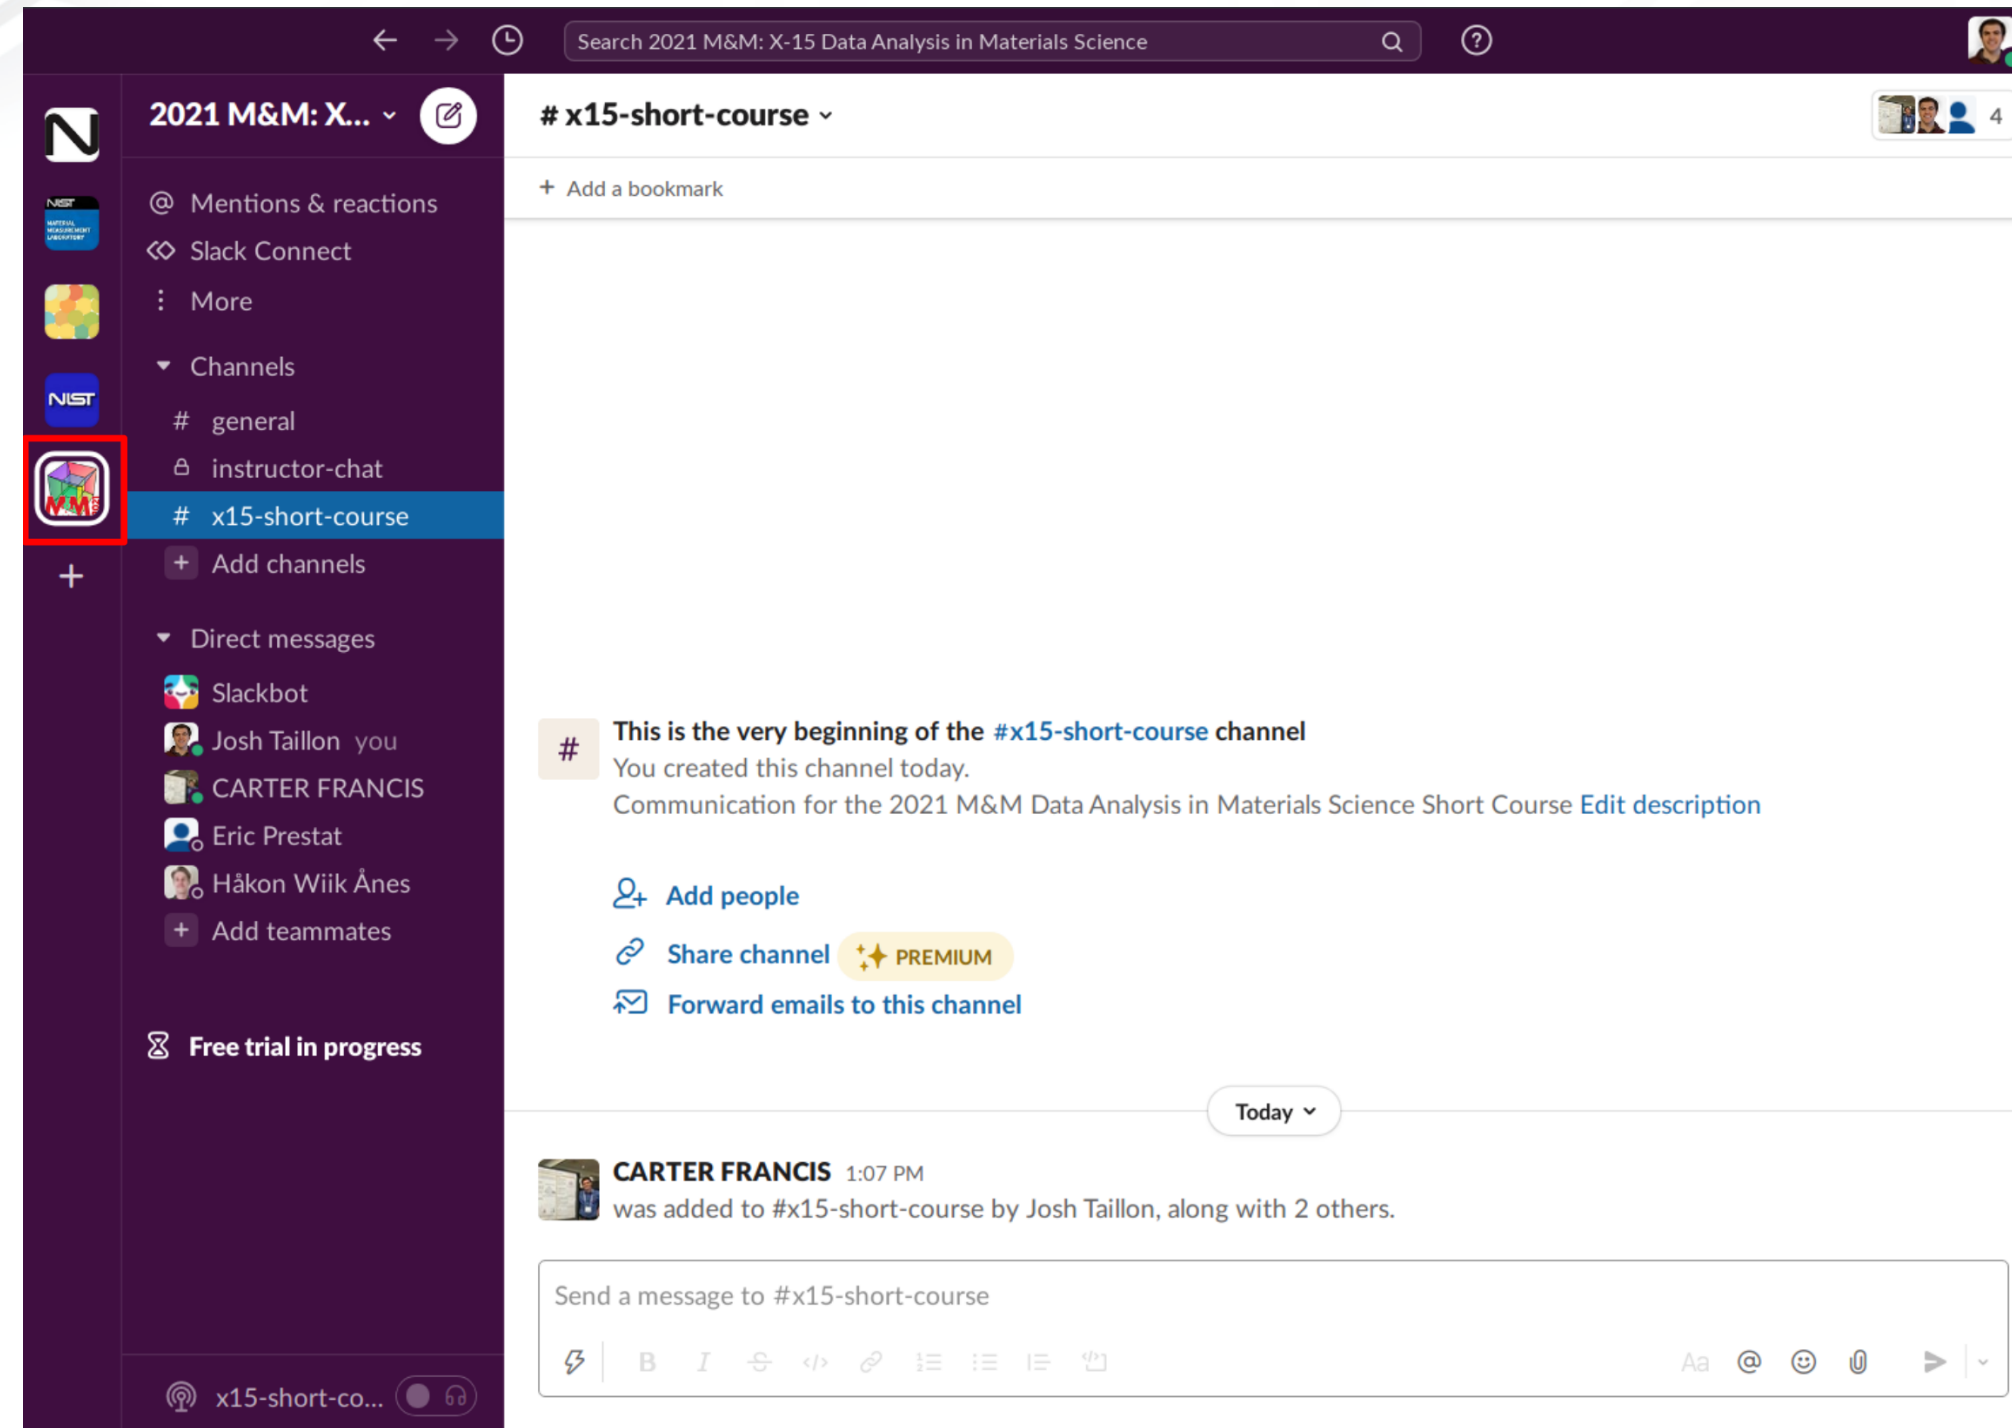 Search 2021 M&M: X-15 Data Analysis in Materials Science
2021 M&M: X...
# x15-short-course
4
+ Add a bookmark
NIST
MATERIAL
MEASUREMENT
LABORATORY
@ Mentions & reactions
Slack Connect
More
Channels
NIST
# general
instructor-chat
M&M
# x15-short-course
+ Add channels
Direct messages
Slackbot
Josh Taillon you
CARTER FRANCIS
Eric Prestat
Håkon Wiik Ånes
+ Add teammates
Free trial in progress
x15-short-co...
# This is the very beginning of the #x15-short-course channel
You created this channel today.
Communication for the 2021 M&M Data Analysis in Materials Science Short Course Edit description
Add people
Share channel PREMIUM
Forward emails to this channel
Today
CARTER FRANCIS 1:07 PM
was added to #x15-short-course by Josh Taillon, along with 2 others.
Send a message to #x15-short-course
B I S </> Aa @